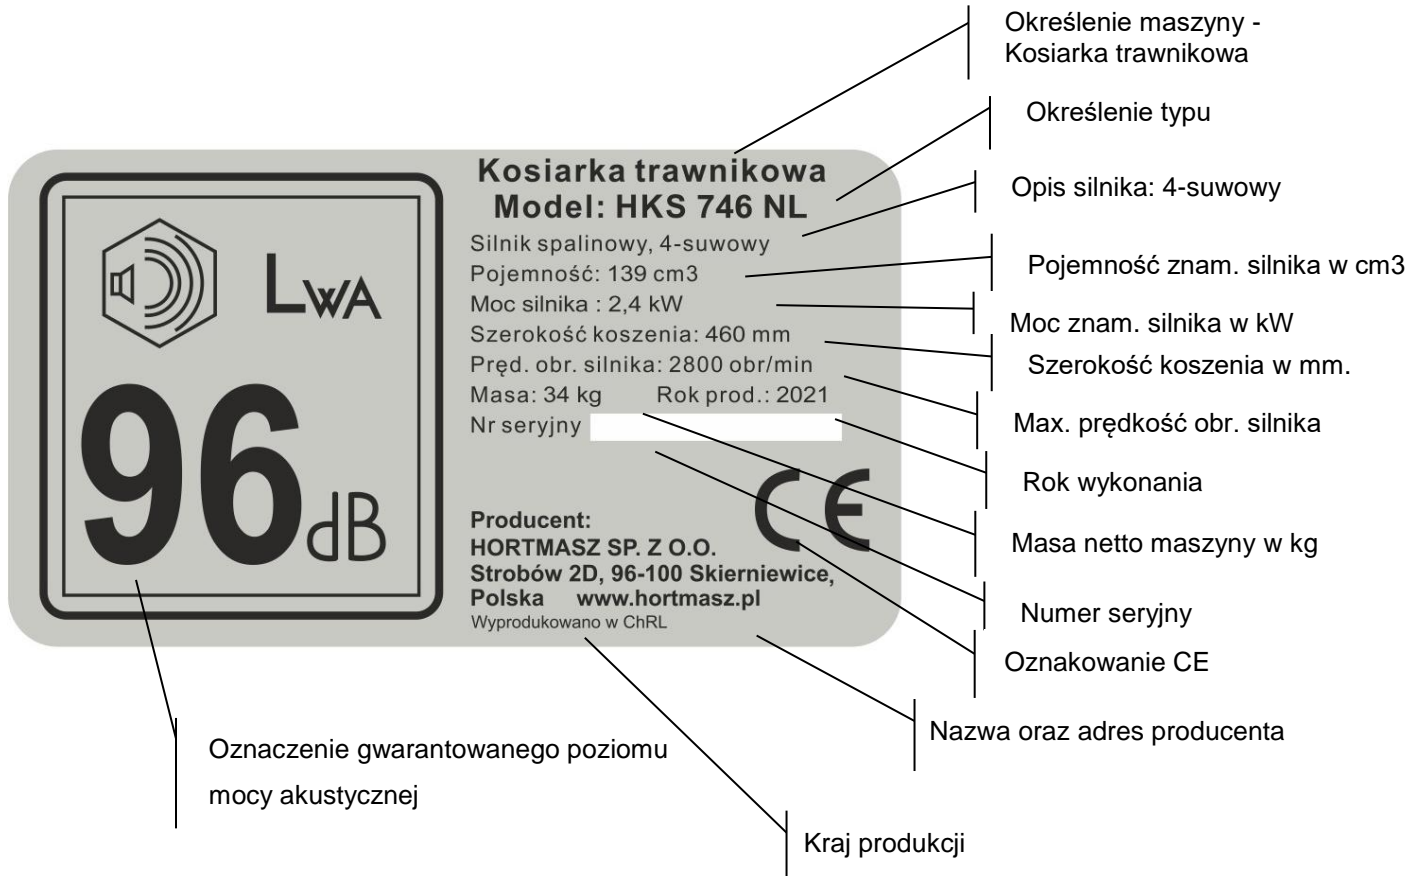 Określenie maszyny -
Kosiarka trawnikowa
Określenie typu
Opis silnika: 4-suwowy
Pojemność znam. silnika w cm3
Moc znam. silnika w kW
Szerokość koszenia w mm.
Max. prędkość obr. silnika
Rok wykonania
Masa netto maszyny w kg
Numer seryjny
Oznakowanie CE
Nazwa oraz adres producenta
Kraj produkcji
Oznaczenie gwarantowanego poziomu
mocy akustycznej
LWA
96 dB
Kosiarka trawnikowa
Model: HKS 746 NL
Silnik spalinowy, 4-suwowy
Pojemność: 139 cm3
Moc silnika : 2,4 kW
Szerokość koszenia: 460 mm
Pręd. obr. silnika: 2800 obr/min
Masa: 34 kg Rok prod.: 2021
Nr seryjny
CE
Producent:
HORTMASZ SP. Z O.O.
Strobów 2D, 96-100 Skierniewice,
Polska www.hortmasz.pl
Wyprodukowano w ChRL